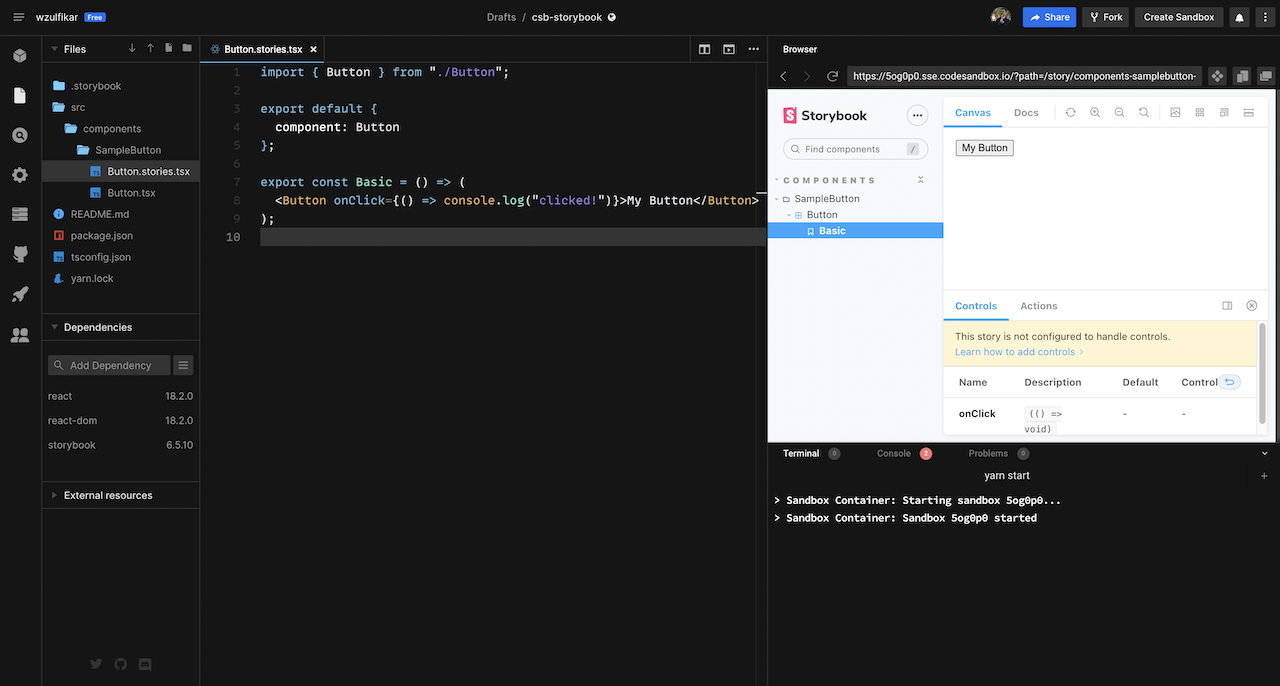 wzulfikar Free
Drafts / csb-storybook
Share
Fork
Create Sandbox
Files
.storybook
src
components
SampleButton
Button.stories.tsx
Button.tsx
README.md
package.json
tsconfig.json
yarn.lock
Dependencies
Add Dependency
react 18.2.0
react-dom 18.2.0
storybook 6.5.10
External resources
Button.stories.tsx
1 import { Button } from "./Button";
2
3 export default {
4 component: Button
5 };
6
7 export const Basic = () => (
8 <Button onClick={() => console.log("clicked!")}>My Button</Button>
9 );
10
Browser
https://5og0p0.sse.codesandbox.io/?path=/story/components-samplebutton-
Storybook
Find components /
COMPONENTS
SampleButton
Button
Basic
Canvas Docs
My Button
Controls Actions
This story is not configured to handle controls.
Learn how to add controls
Name Description Default Control
onClick (() => - -
void)
Terminal 0 Console 2 Problems 0
yarn start
> Sandbox Container: Starting sandbox 5og0p0...
> Sandbox Container: Sandbox 5og0p0 started